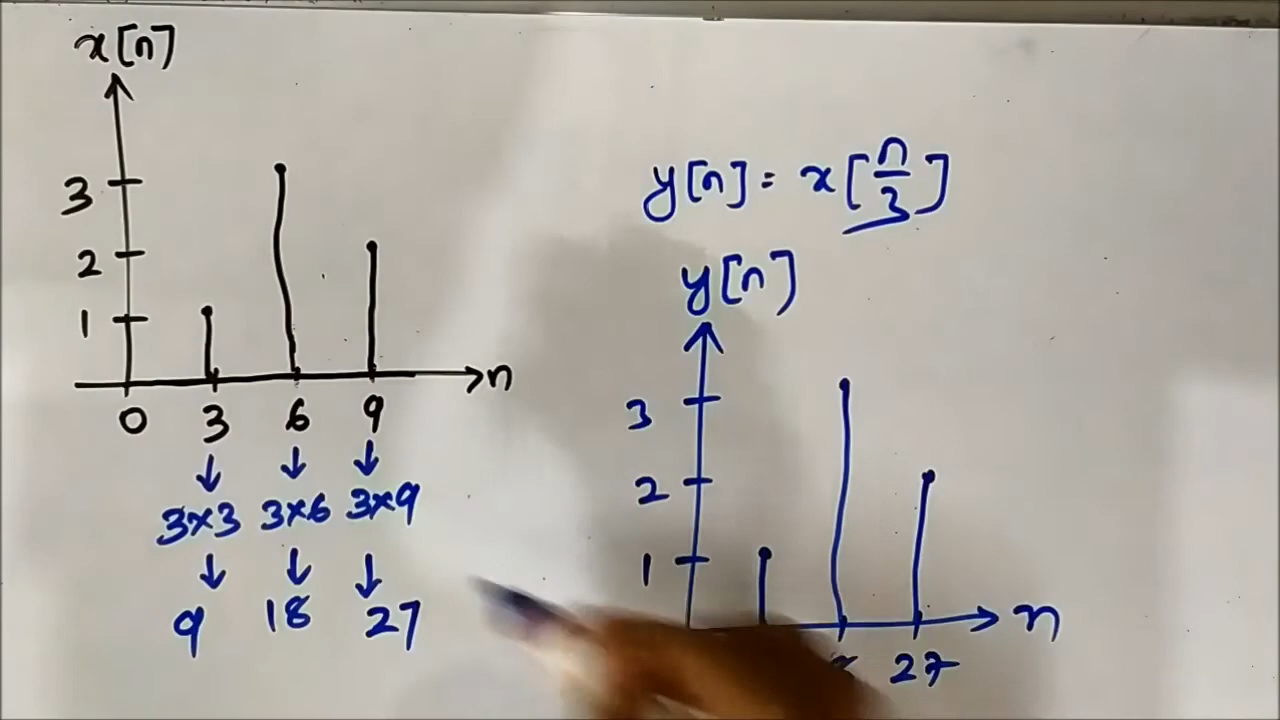 x[n]
3
2
1
n
0 3 6 9
↓ ↓ ↓
3×3 3×6 3×9
↓ ↓ ↓
9 18 27
y[n] = x[n/3]
y[n]
3
2
1
n
27